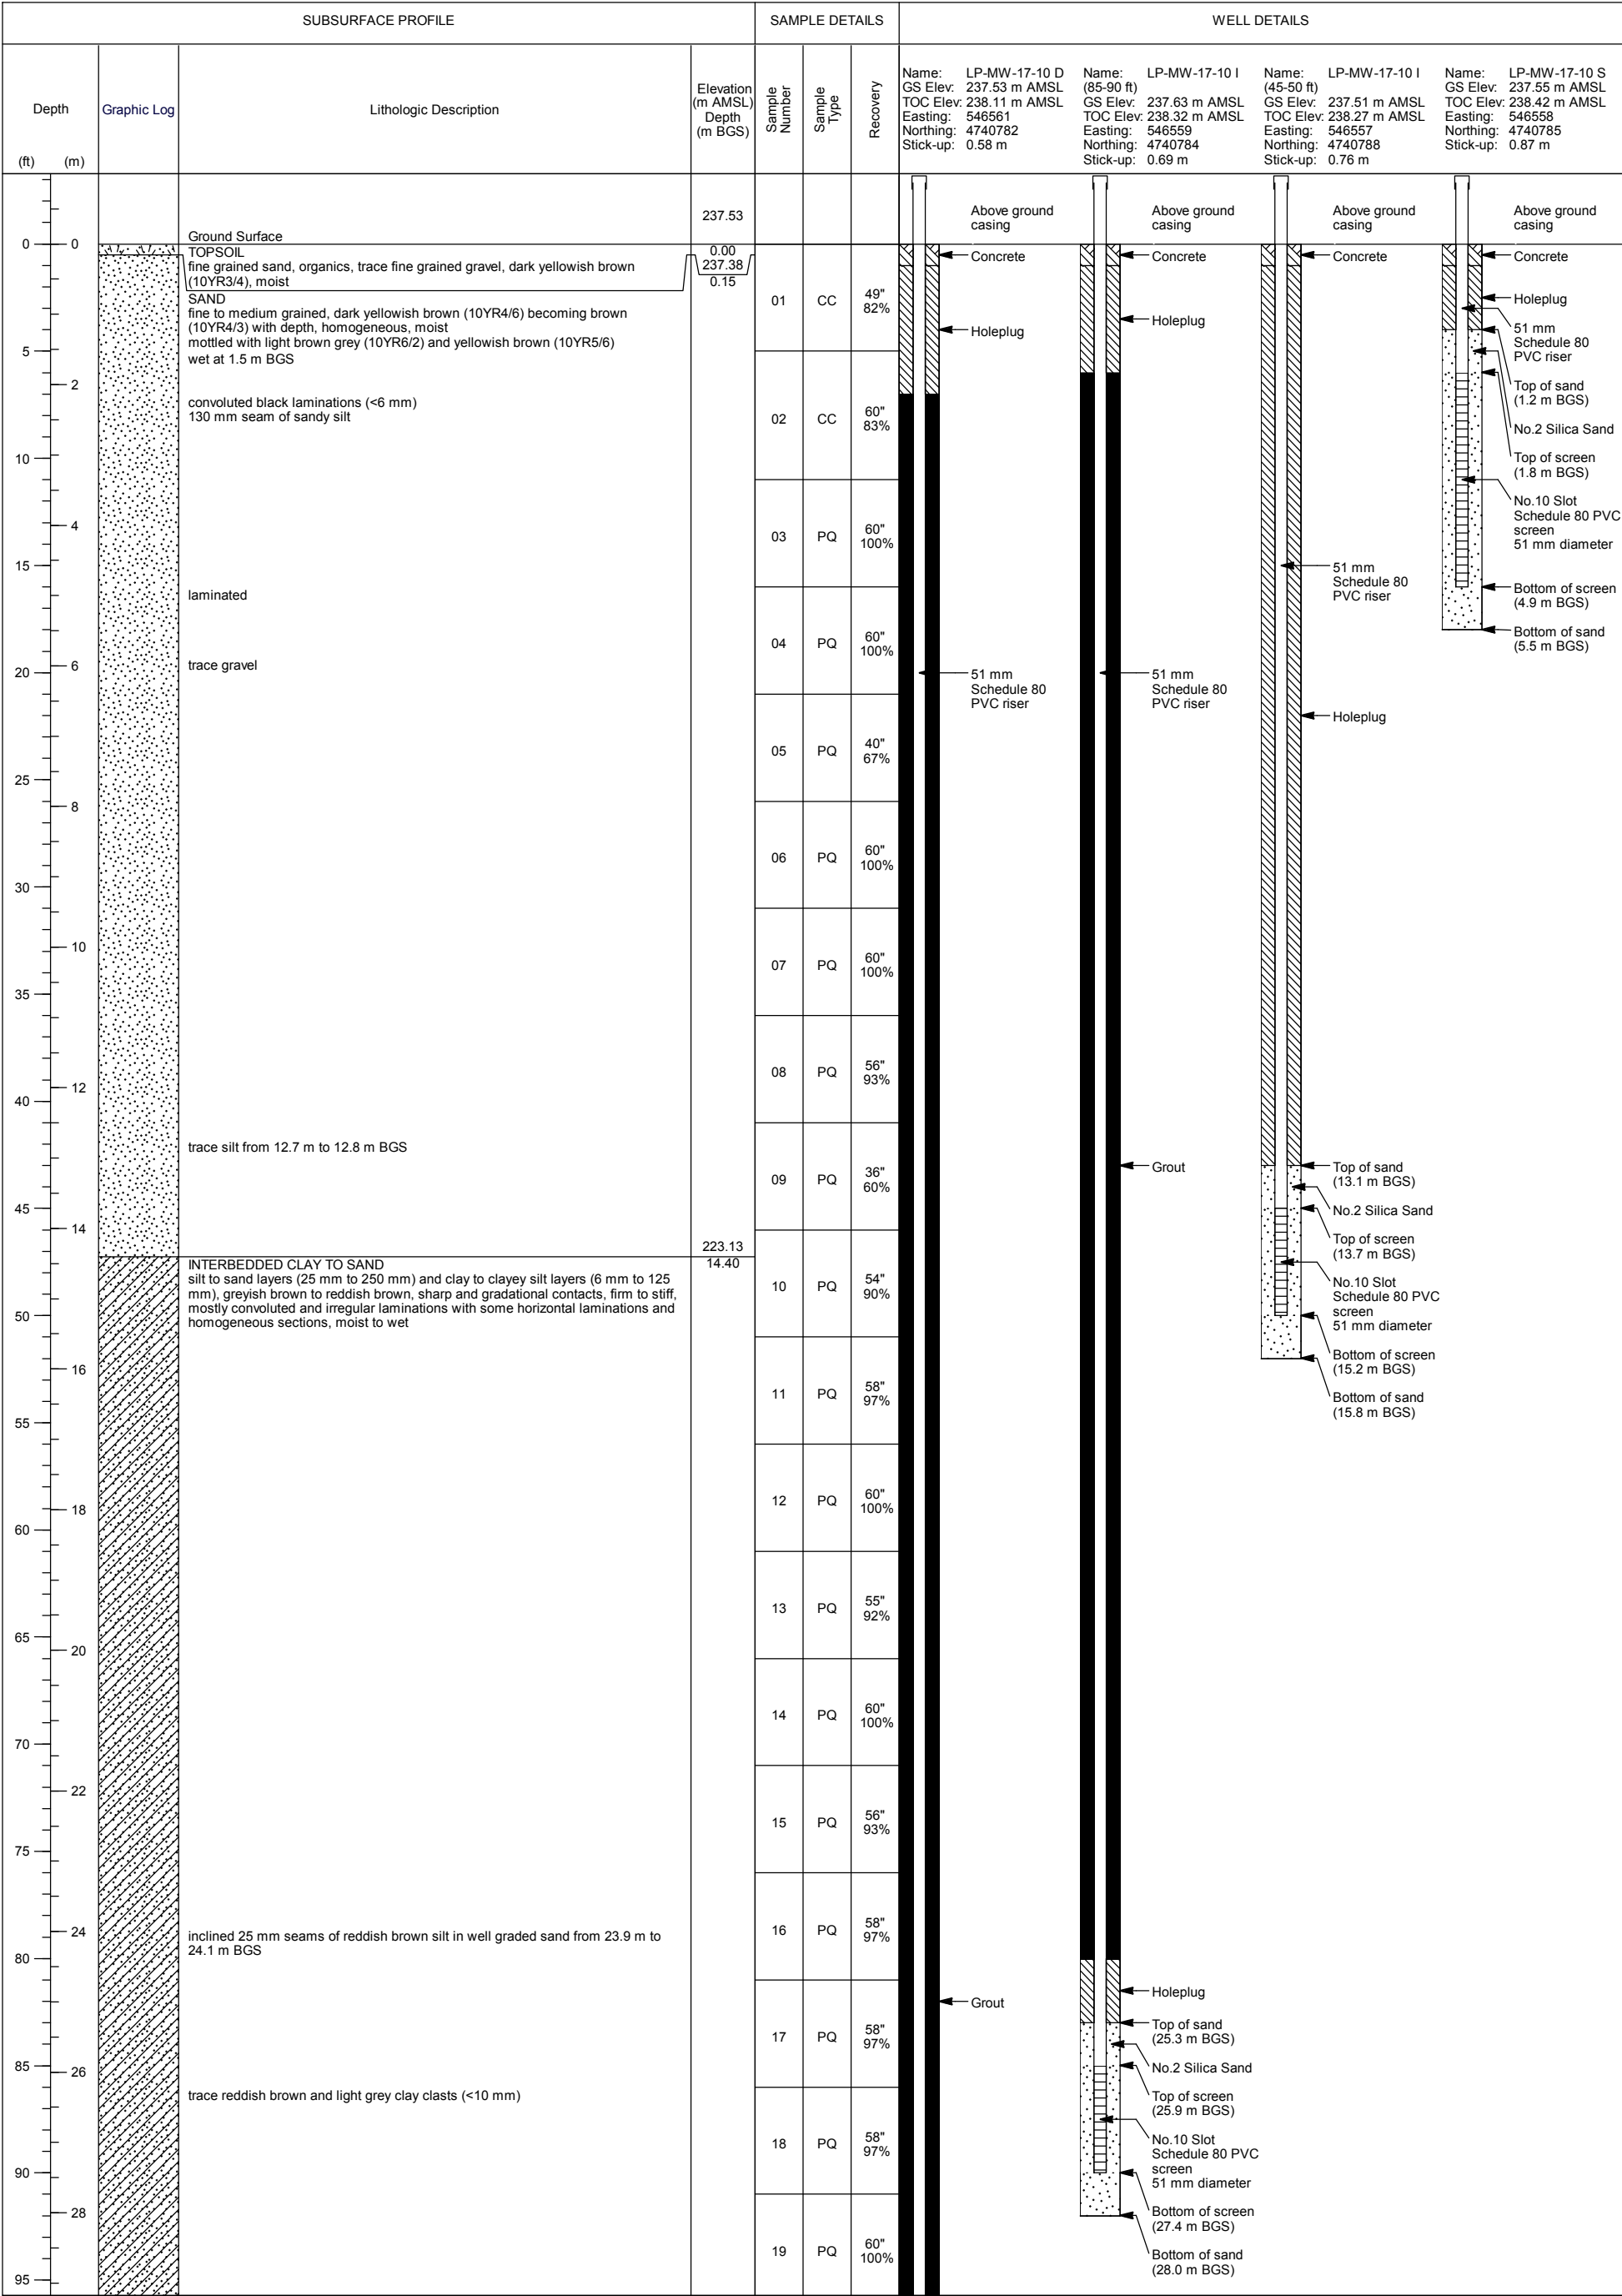 SUBSURFACE PROFILE
SAMPLE DETAILS
WELL DETAILS
Depth
(ft) (m)
Graphic Log
Lithologic Description
Elevation
(m AMSL)
Depth
(m BGS)
Sample
Number
Sample
Type
Recovery
Name: LP-MW-17-10 D
GS Elev: 237.53 m AMSL
TOC Elev: 238.11 m AMSL
Easting: 546561
Northing: 4740782
Stick-up: 0.58 m
Name: LP-MW-17-10 I
(85-90 ft)
GS Elev: 237.63 m AMSL
TOC Elev: 238.32 m AMSL
Easting: 546559
Northing: 4740784
Stick-up: 0.69 m
Name: LP-MW-17-10 I
(45-50 ft)
GS Elev: 237.51 m AMSL
TOC Elev: 238.27 m AMSL
Easting: 546557
Northing: 4740788
Stick-up: 0.76 m
Name: LP-MW-17-10 S
GS Elev: 237.55 m AMSL
TOC Elev: 238.42 m AMSL
Easting: 546558
Northing: 4740785
Stick-up: 0.87 m
0
5
10
15
20
25
30
35
40
45
50
55
60
65
70
75
80
85
90
95
0
2
4
6
8
10
12
14
16
18
20
22
24
26
28
Ground Surface
TOPSOIL
fine grained sand, organics, trace fine grained gravel, dark yellowish brown
(10YR3/4), moist
SAND
fine to medium grained, dark yellowish brown (10YR4/6) becoming brown
(10YR4/3) with depth, homogeneous, moist
mottled with light brown grey (10YR6/2) and yellowish brown (10YR5/6)
wet at 1.5 m BGS
convoluted black laminations (<6 mm)
130 mm seam of sandy silt
laminated
trace gravel
trace silt from 12.7 m to 12.8 m BGS
INTERBEDDED CLAY TO SAND
silt to sand layers (25 mm to 250 mm) and clay to clayey silt layers (6 mm to 125
mm), greyish brown to reddish brown, sharp and gradational contacts, firm to stiff,
mostly convoluted and irregular laminations with some horizontal laminations and
homogeneous sections, moist to wet
inclined 25 mm seams of reddish brown silt in well graded sand from 23.9 m to
24.1 m BGS
trace reddish brown and light grey clay clasts (<10 mm)
237.53
0.00
237.38
0.15
223.13
14.40
01 CC 49"
82%
02 CC 60"
83%
03 PQ 60"
100%
04 PQ 60"
100%
05 PQ 40"
67%
06 PQ 60"
100%
07 PQ 60"
100%
08 PQ 56"
93%
09 PQ 36"
60%
10 PQ 54"
90%
11 PQ 58"
97%
12 PQ 60"
100%
13 PQ 55"
92%
14 PQ 60"
100%
15 PQ 56"
93%
16 PQ 58"
97%
17 PQ 58"
97%
18 PQ 58"
97%
19 PQ 60"
100%
Above ground
casing
Concrete
Holeplug
51 mm
Schedule 80
PVC riser
Grout
Above ground
casing
Concrete
Holeplug
51 mm
Schedule 80
PVC riser
Grout
Holeplug
Top of sand
(25.3 m BGS)
No.2 Silica Sand
Top of screen
(25.9 m BGS)
No.10 Slot
Schedule 80 PVC
screen
51 mm diameter
Bottom of screen
(27.4 m BGS)
Bottom of sand
(28.0 m BGS)
Above ground
casing
Concrete
51 mm
Schedule 80
PVC riser
Holeplug
Top of sand
(13.1 m BGS)
No.2 Silica Sand
Top of screen
(13.7 m BGS)
No.10 Slot
Schedule 80 PVC
screen
51 mm diameter
Bottom of screen
(15.2 m BGS)
Bottom of sand
(15.8 m BGS)
Above ground
casing
Concrete
Holeplug
51 mm
Schedule 80
PVC riser
Top of sand
(1.2 m BGS)
No.2 Silica Sand
Top of screen
(1.8 m BGS)
No.10 Slot
Schedule 80 PVC
screen
51 mm diameter
Bottom of screen
(4.9 m BGS)
Bottom of sand
(5.5 m BGS)